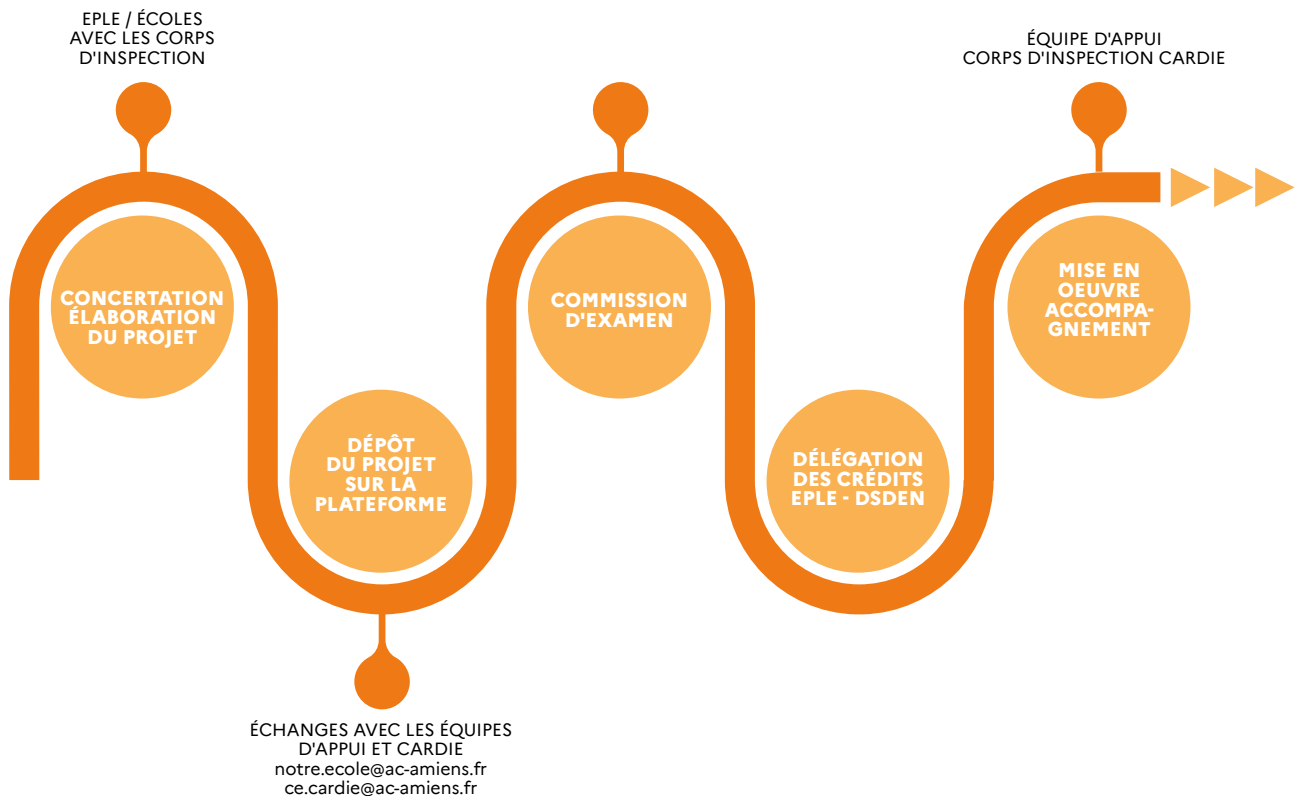 EPLE / ÉCOLES
AVEC LES CORPS
D'INSPECTION
CONCERTATION
ÉLABORATION
DU PROJET
DÉPÔT
DU PROJET
SUR LA
PLATEFORME
ÉCHANGES AVEC LES ÉQUIPES
D'APPUI ET CARDIE
notre.ecole@ac-amiens.fr
ce.cardie@ac-amiens.fr
COMMISSION
D'EXAMEN
DÉLÉGATION
DES CRÉDITS
EPLE - DSDEN
ÉQUIPE D'APPUI
CORPS D'INSPECTION CARDIE
MISE EN
OEUVRE
ACCOMPA-
GNEMENT